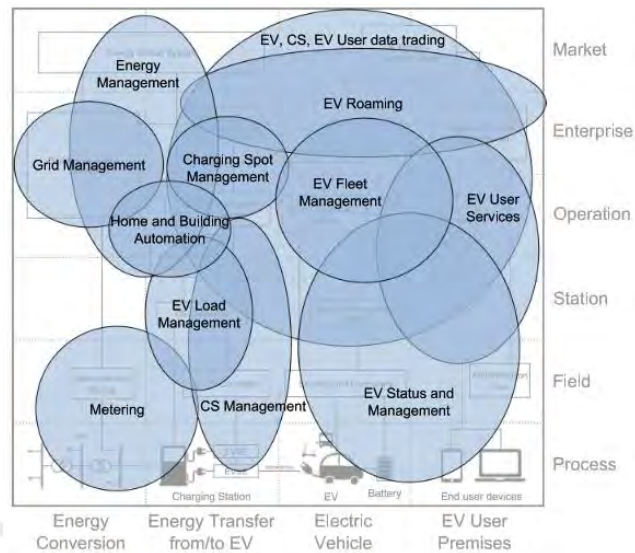 EV, CS, EV User data trading
Market
Energy
Management
EV Roaming
Enterprise
Grid Management
Charging Spot
Management
EV Fleet
Management
EV User
Services
Operation
Home and Building
Automation
Station
EV Load
Management
Field
Metering
CS Management
EV Status and
Management
Process
EVSE
EVSE
Charging Station
EV
Battery
End user devices
Energy
Conversion
Energy Transfer
from/to EV
Electric
Vehicle
EV User
Premises